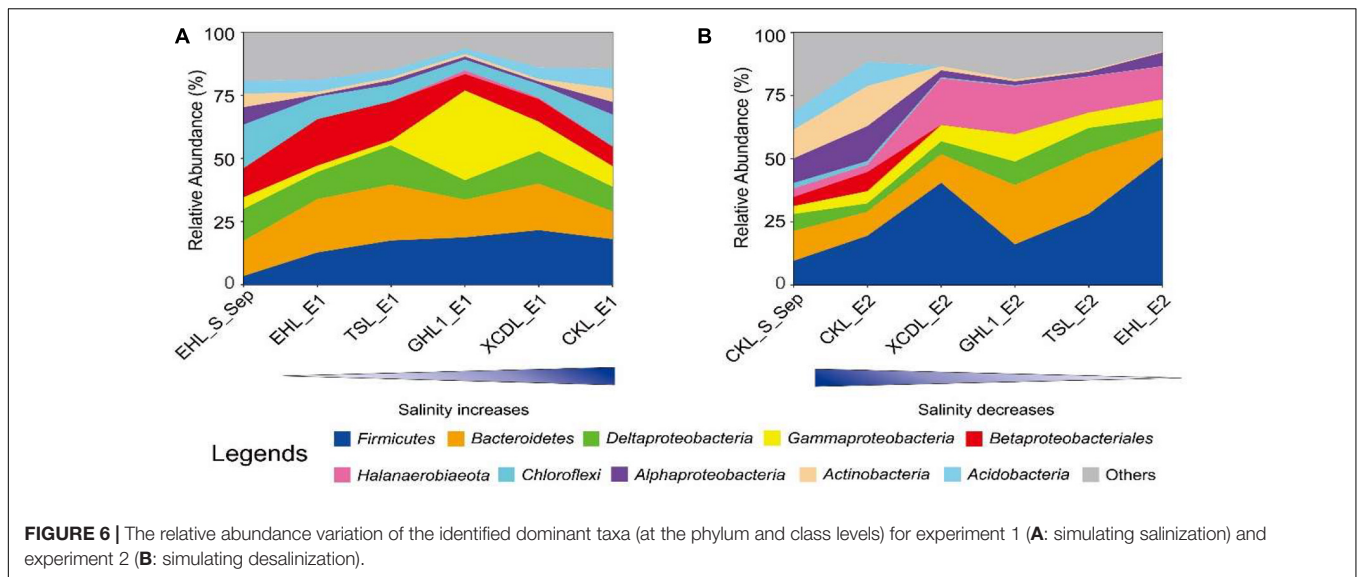 A
B
Relative Abundance (%)
100
75
50
25
0
EHL_S_Sep
EHL_E1
TSL_E1
GHL1_E1
XCDL_E1
CKL_E1
Salinity increases
Relative Abundance (%)
100
75
50
25
0
CKL_S_Sep
CKL_E2
XCDL_E2
GHL1_E2
TSL_E2
EHL_E2
Salinity decreases
Legends
Firmicutes Bacteroidetes Deltaproteobacteria Gammaproteobacteria Betaproteobacteriales
Halanaerobiaeota Chloroflexi Alphaproteobacteria Actinobacteria Acidobacteria Others
FIGURE 6 | The relative abundance variation of the identified dominant taxa (at the phylum and class levels) for experiment 1 (A: simulating salinization) and
experiment 2 (B: simulating desalinization).